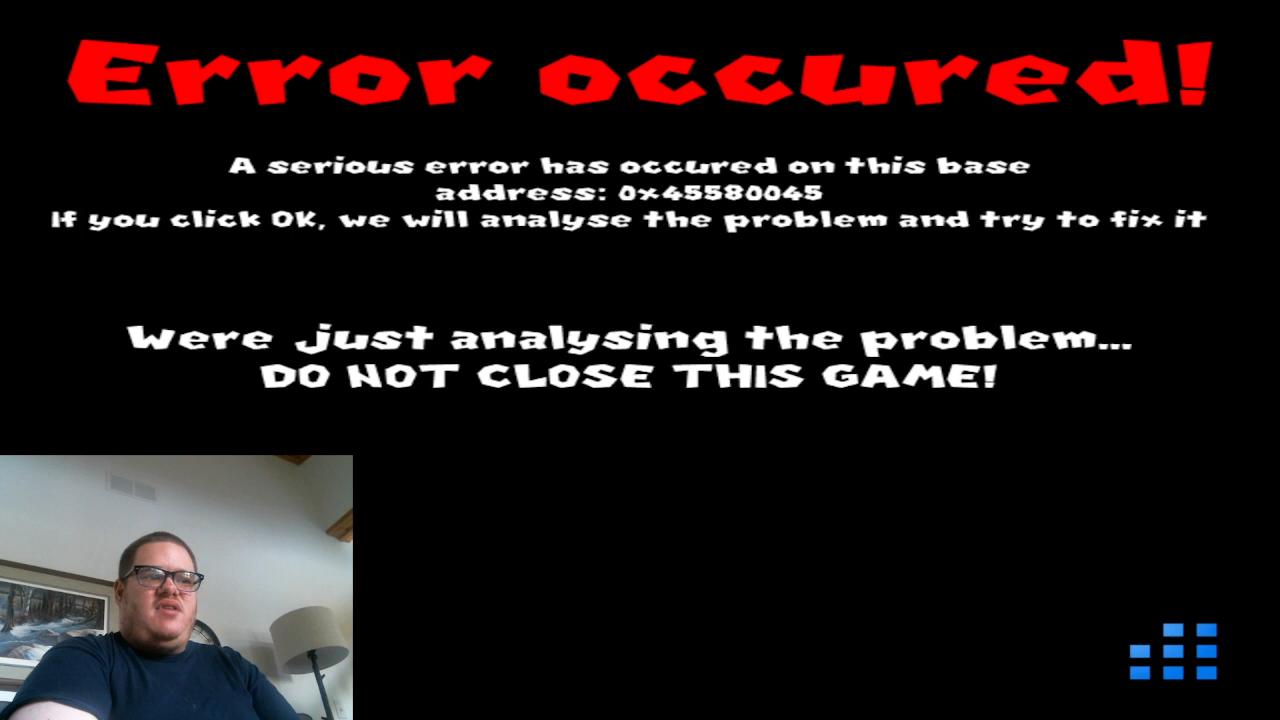 Error occured!
A serious error has occured on this base
address: 0x45580045
If you click OK, we will analyse the problem and try to fix it
Were just analysing the problem...
DO NOT CLOSE THIS GAME!